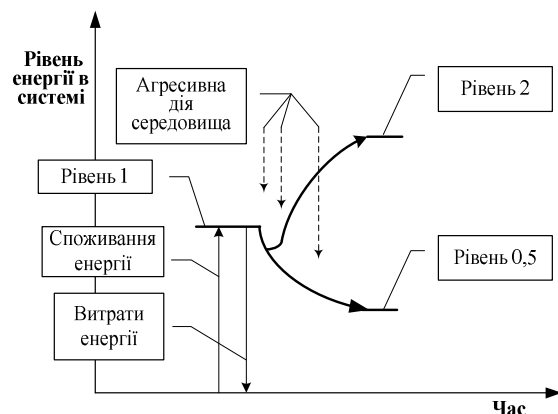 Рівень
енергії в
системі
Агресивна
дія
середовища
Рівень 2
Рівень 1
Споживання
енергії
Рівень 0,5
Витрати
енергії
Час